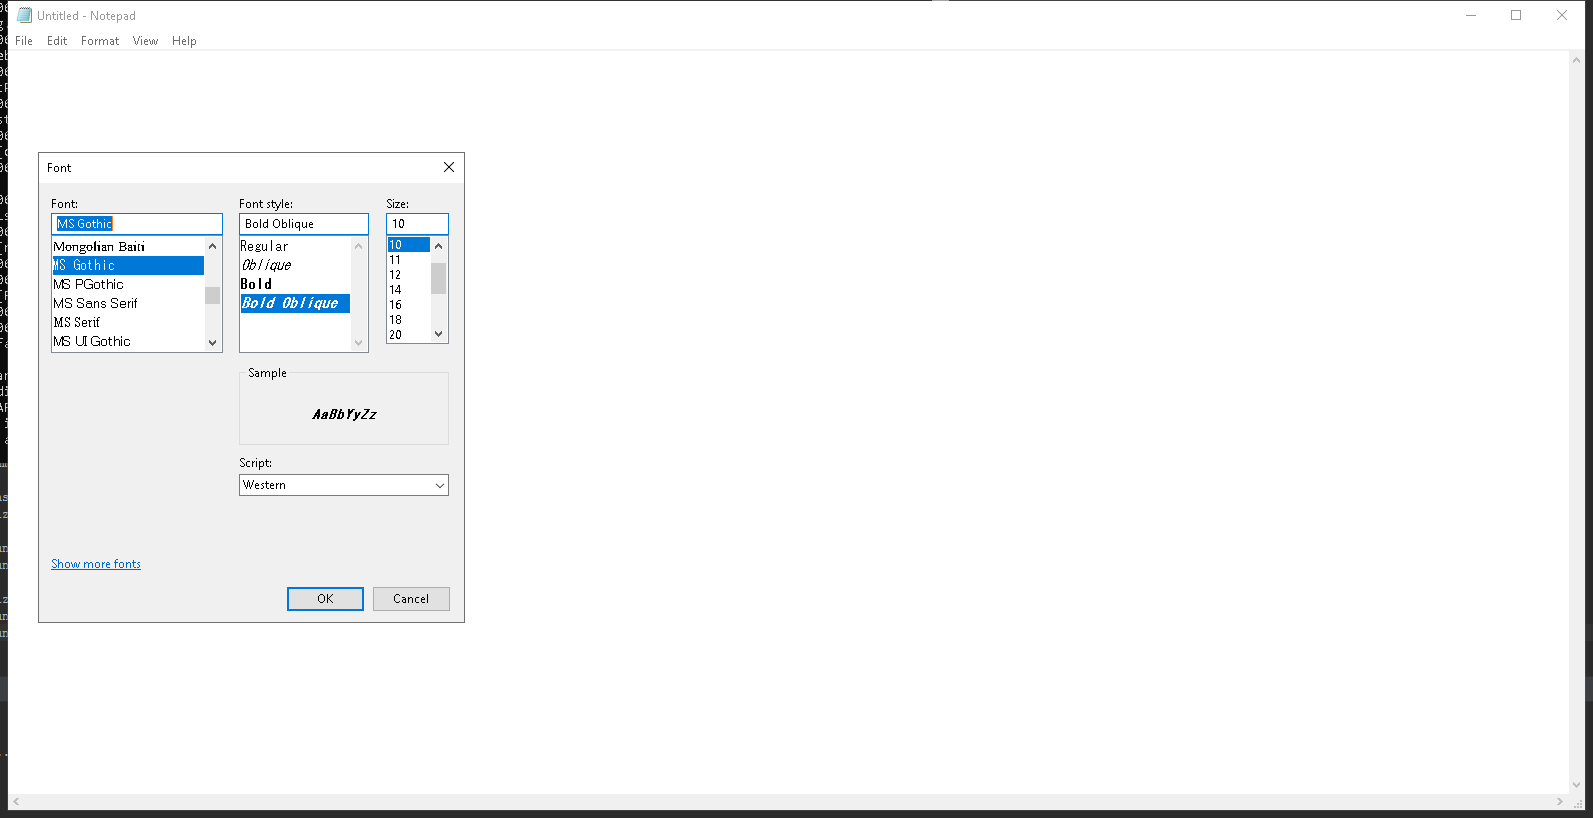 Untitled - Notepad
File Edit Format View Help
Font
Font: Font style: Size:
MS Gothic Bold Oblique 10
Mongolian Baiti
MS Gothic
MS PGothic
MS Sans Serif
MS Serif
MS UI Gothic
Regular
Oblique
Bold
Bold Oblique
10
11
12
14
16
18
20
Sample
AaBbYyZz
Script:
Western
Show more fonts
OK Cancel